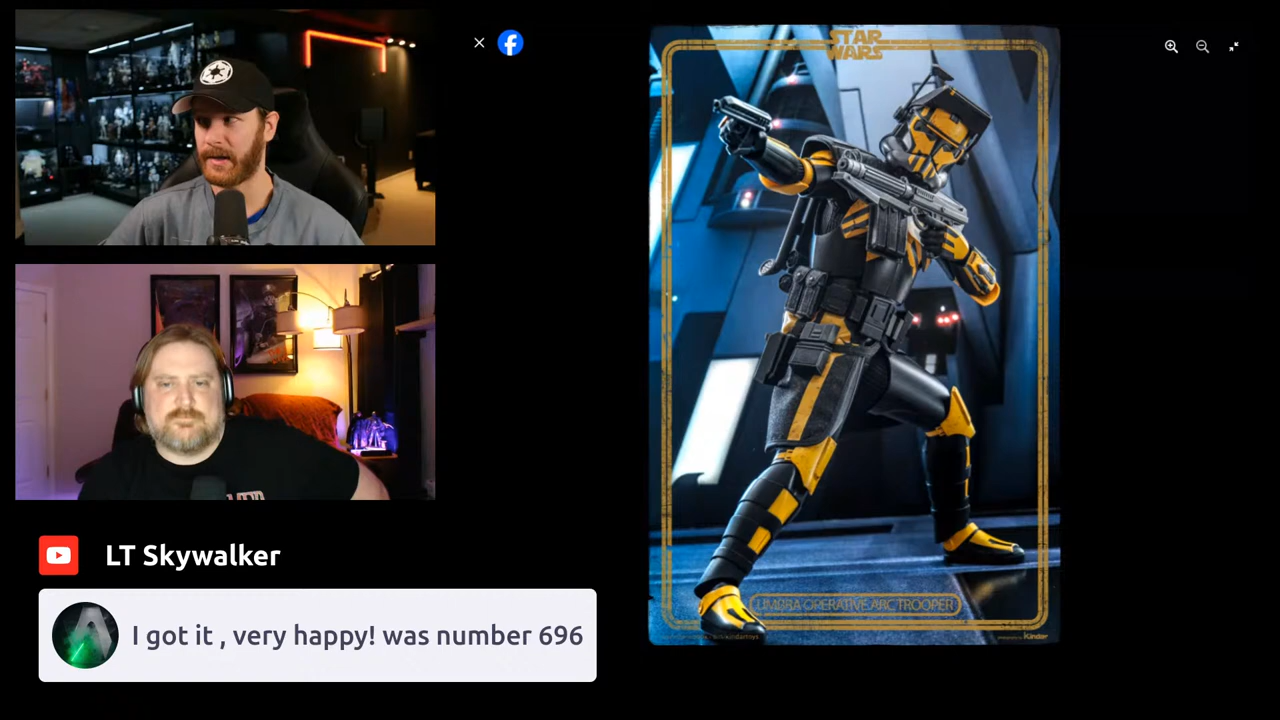 STAR
WARS
UMBRA OPERATIVE ARC TROOPER
LT Skywalker
I got it , very happy! was number 696